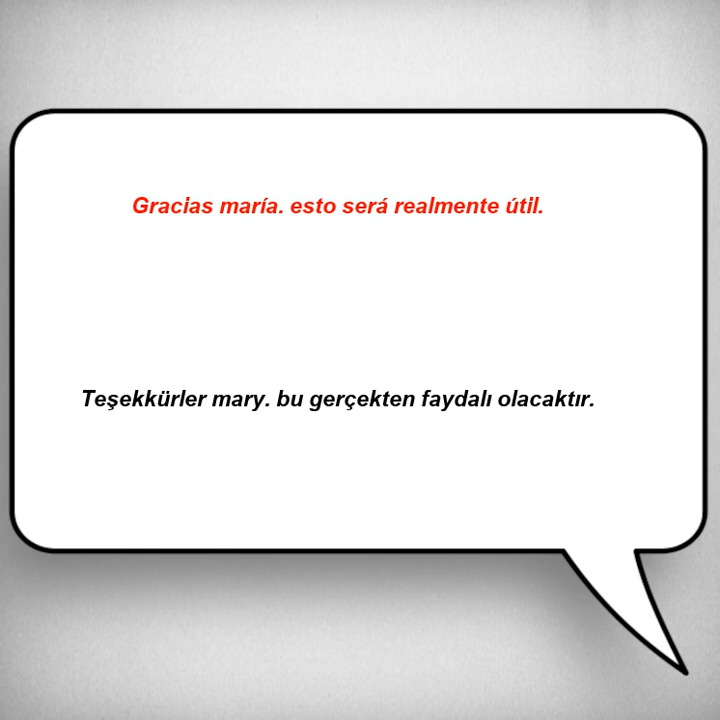 Gracias maría. esto será realmente útil.
Teşekkürler mary. bu gerçekten faydalı olacaktır.